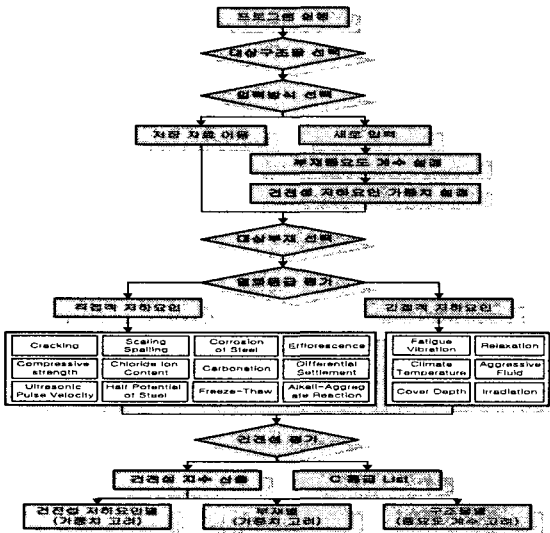 프로그램 실행
대상구조물 선택
입력방식 선택
저장 자료 이용
새로 입력
부재중요도 계수 설정
건전성 저하요인 가중치 설정
대상부재 선택
열화등급 평가
직접적 저하요인
간접적 저하요인
Cracking
Scaling
Spalling
Corrosion
of Steel
Efflorescence
Compressive
strength
Chloride Ion
Content
Carbonation
Differential
Settlement
Ultrasonic
Pulse Velocity
Half Potential
of Steel
Freeze-Thaw
Alkali-Aggreg
ate Reaction
Fatigue
Vibration
Relaxation
Climate
Temperature
Aggressive
Fluid
Cover Depth
Irradiation
건전성 평가
건전성 지수 산출
C 등급 List
건전성 저하요인별
(가중치 고려)
부재별
(가중치 고려)
구조물별
(중요도 계수 고려)